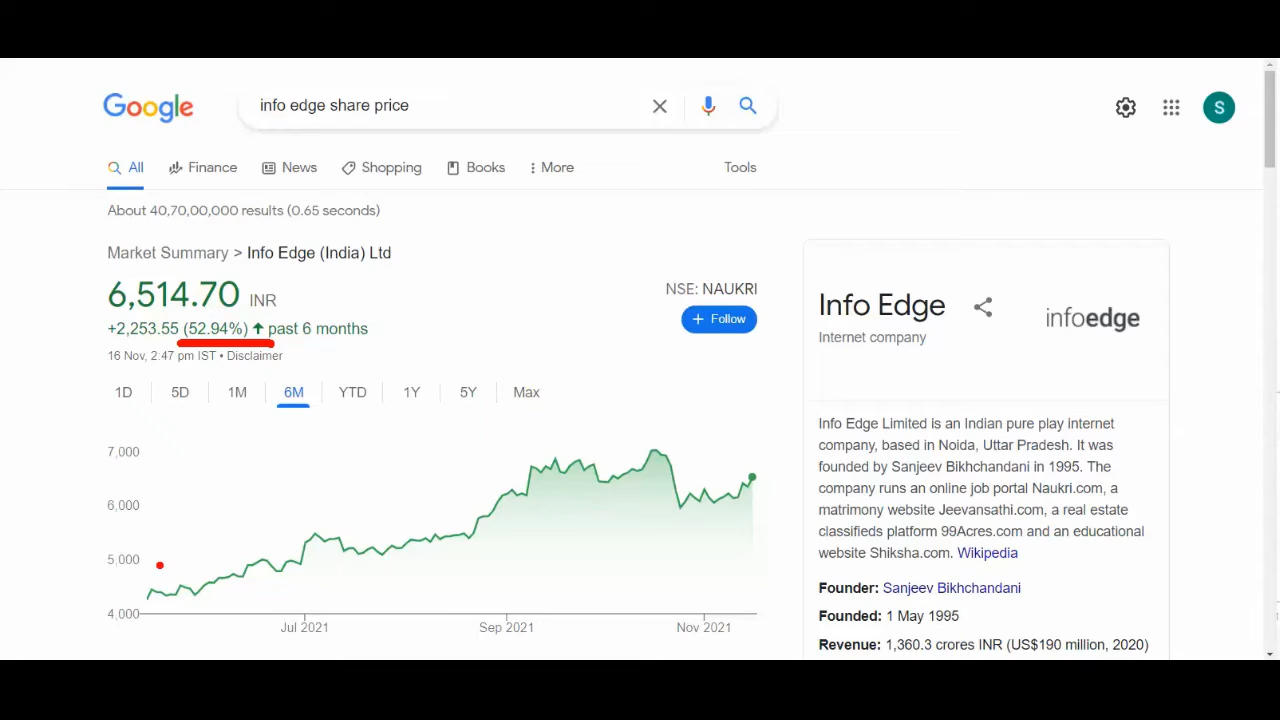 Google
info edge share price
S
All Finance News Shopping Books More Tools
About 40,70,00,000 results (0.65 seconds)
Market Summary > Info Edge (India) Ltd
6,514.70 INR
+2,253.55 (52.94%) past 6 months
16 Nov, 2:47 pm IST • Disclaimer
NSE: NAUKRI
+ Follow
1D 5D 1M 6M YTD 1Y 5Y Max
7,000
6,000
5,000
4,000
Jul 2021 Sep 2021 Nov 2021
Info Edge
Internet company
infoedge
Info Edge Limited is an Indian pure play internet
company, based in Noida, Uttar Pradesh. It was
founded by Sanjeev Bikhchandani in 1995. The
company runs an online job portal Naukri.com, a
matrimony website Jeevansathi.com, a real estate
classifieds platform 99Acres.com and an educational
website Shiksha.com. Wikipedia
Founder: Sanjeev Bikhchandani
Founded: 1 May 1995
Revenue: 1,360.3 crores INR (US$190 million, 2020)